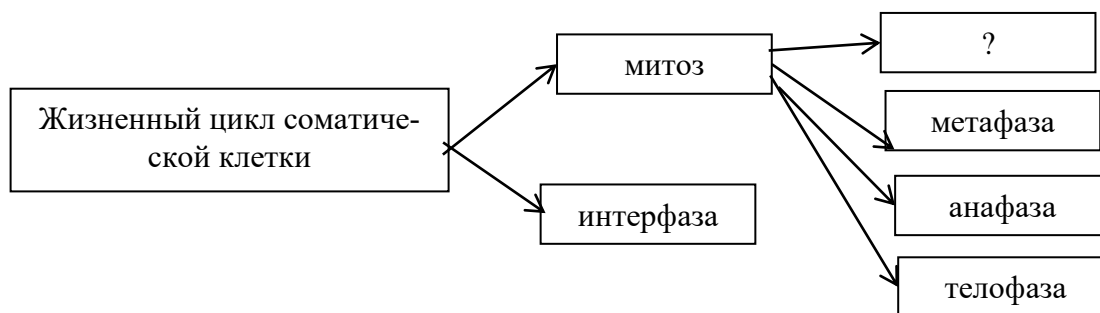 ?
митоз
Жизненный цикл соматиче-
ской клетки
метафаза
интерфаза
анафаза
телофаза